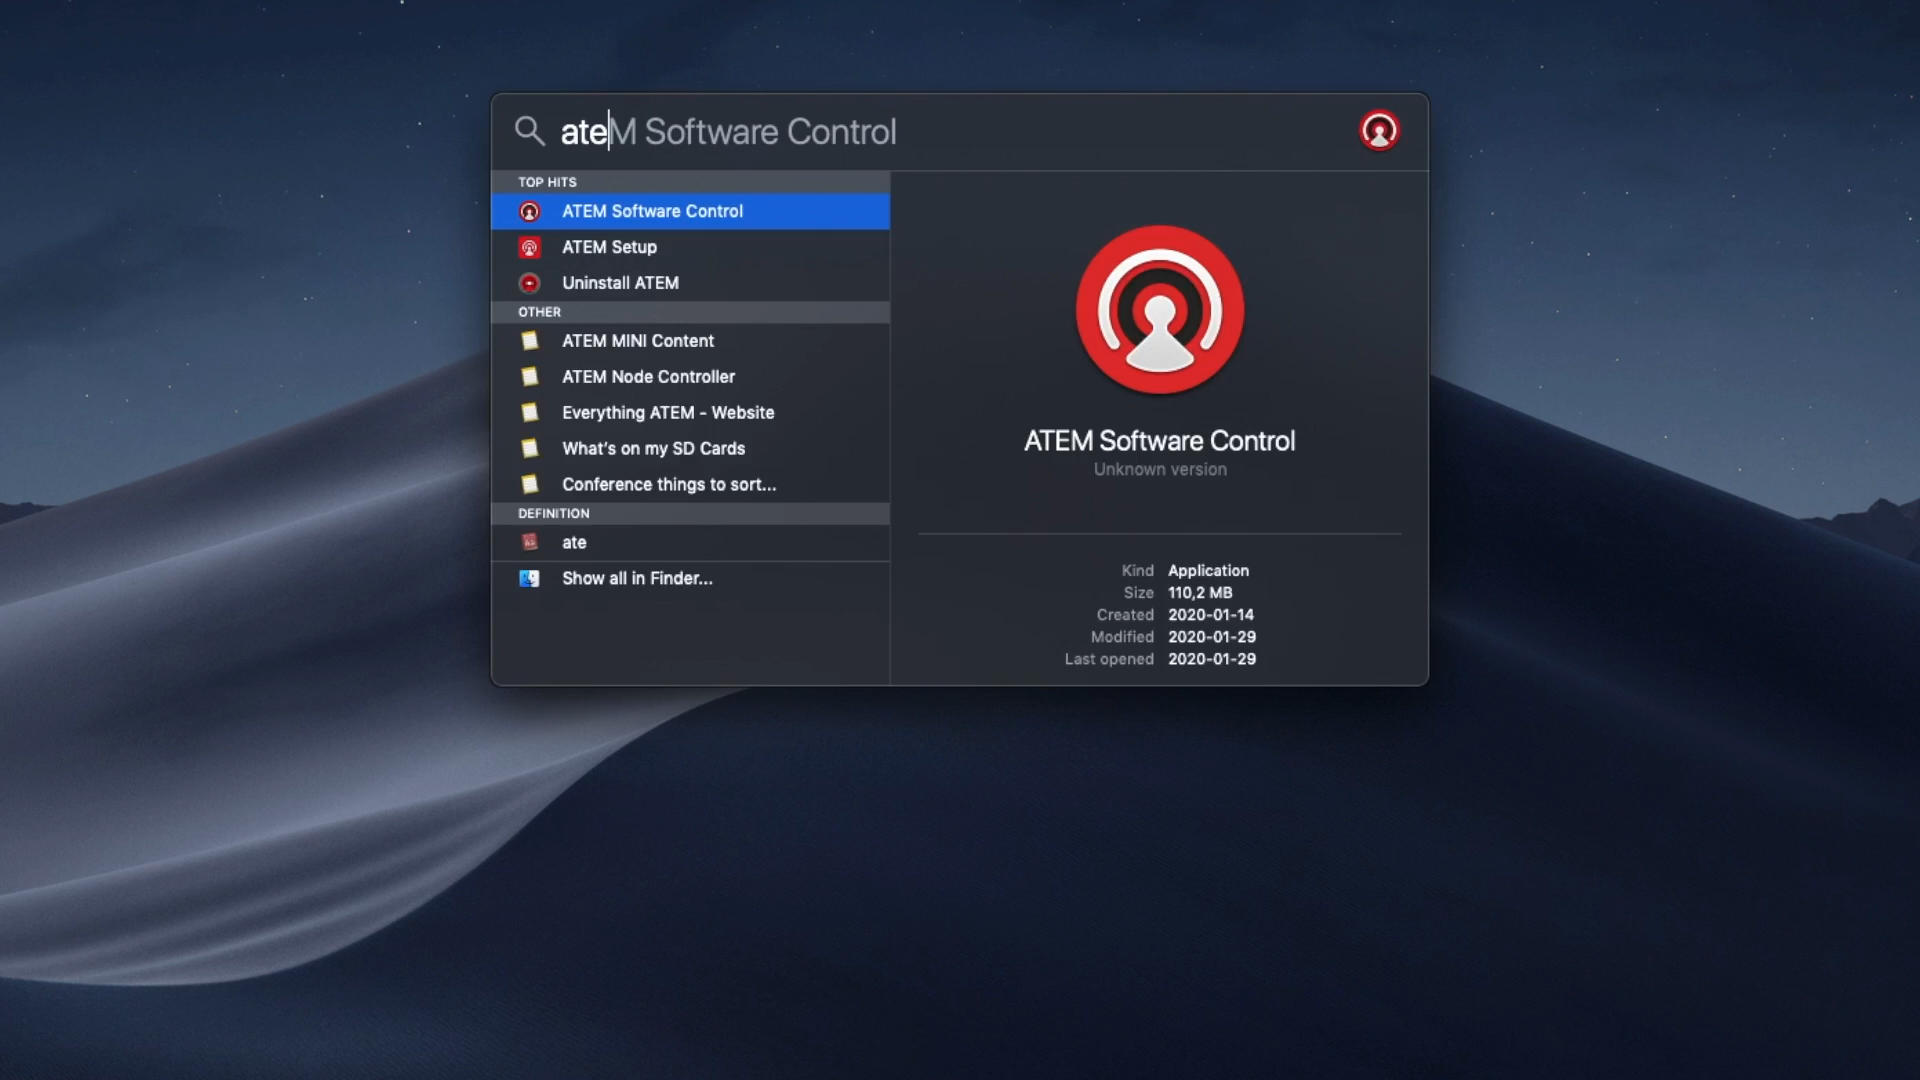 ateM Software Control
TOP HITS
ATEM Software Control
ATEM Setup
Uninstall ATEM
OTHER
ATEM MINI Content
ATEM Node Controller
Everything ATEM - Website
What's on my SD Cards
Conference things to sort...
DEFINITION
ate
Show all in Finder...
ATEM Software Control
Unknown version
Kind Application
Size 110,2 MB
Created 2020-01-14
Modified 2020-01-29
Last opened 2020-01-29